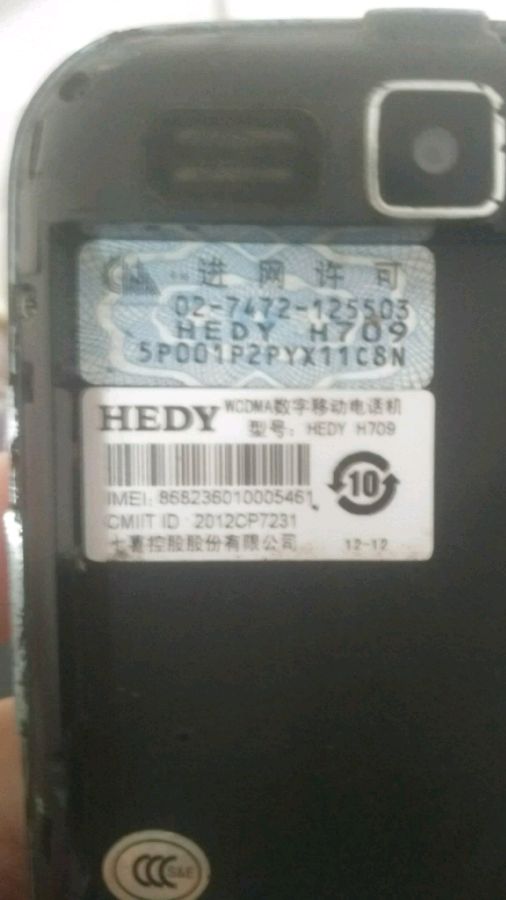 进网许可
02-7472-125503
HEDY H709
5P001P2PYX11C8N
HEDY WCDMA数字移动电话机
型号: HEDY H709
IMEI: 868236010005461
10
CMIIT ID: 2012CP7231
七喜控股股份有限公司 12-12
CCC S&E